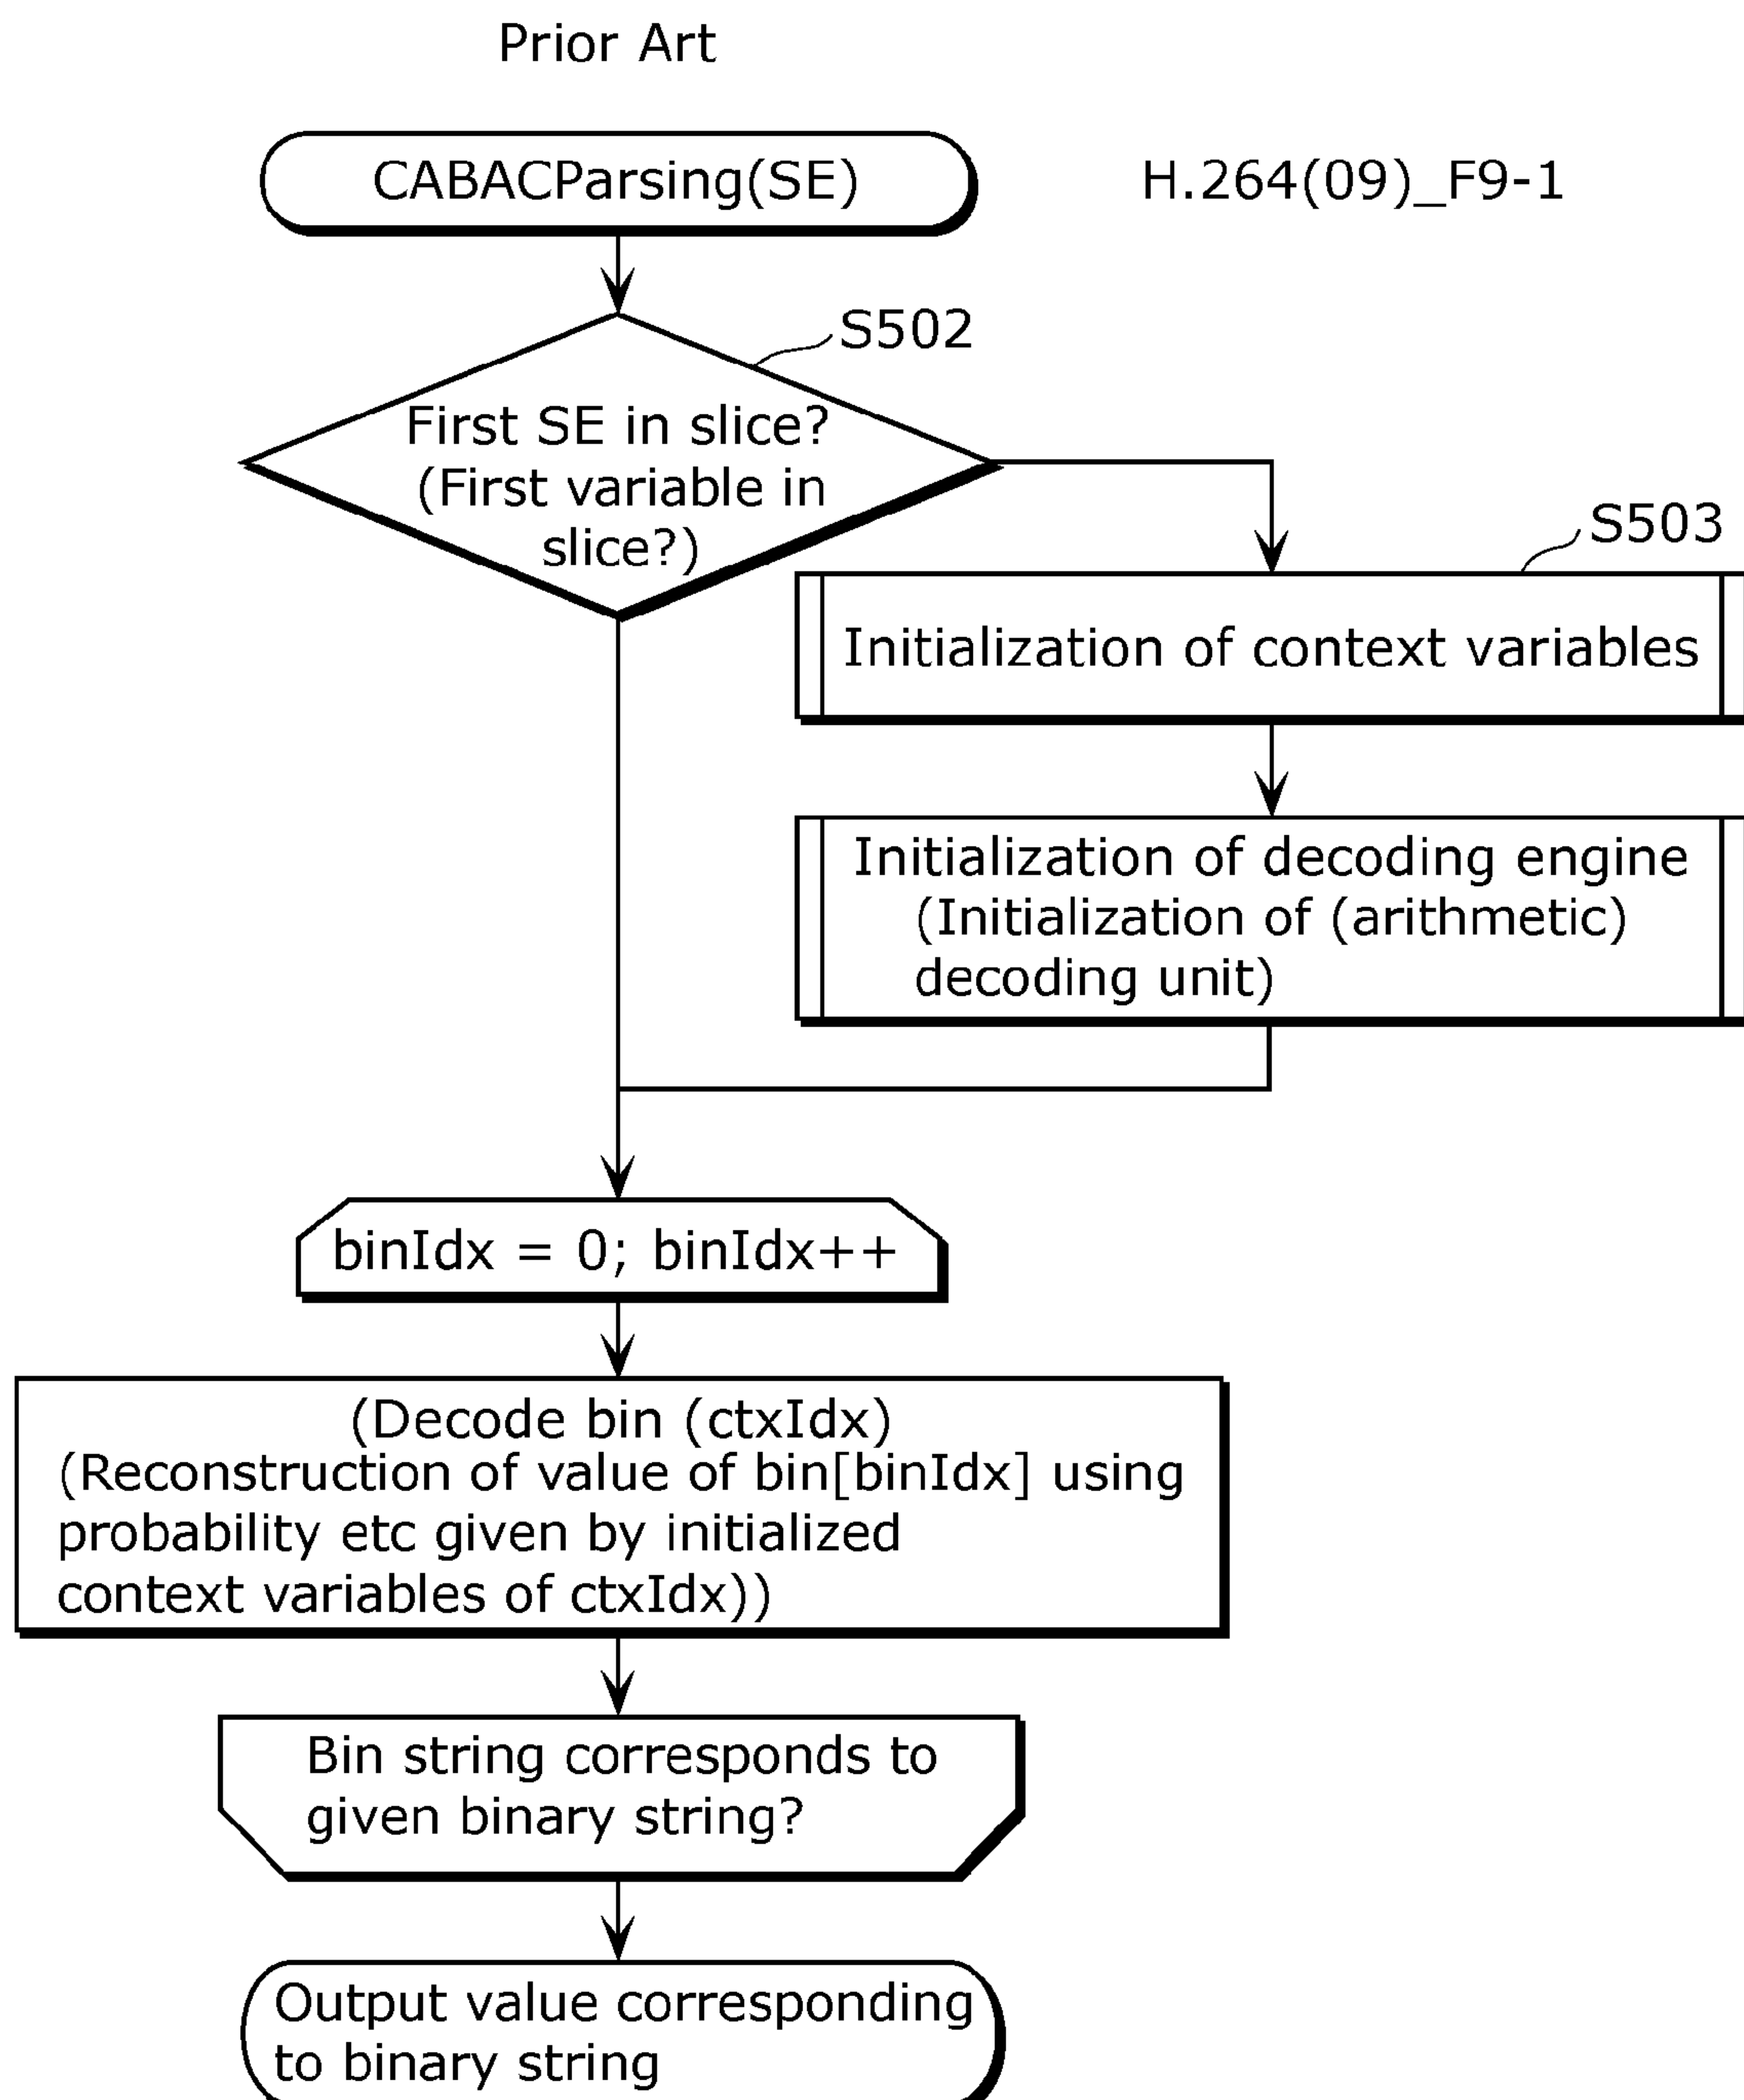 Prior Art
CABACParsing(SE)
H.264(09)_F9-1
S502
First SE in slice?
(First variable in
slice?)
S503
Initialization of context variables
Initialization of decoding engine
(Initialization of (arithmetic)
decoding unit)
binIdx = 0; binIdx++
(Decode bin (ctxIdx)
(Reconstruction of value of bin[binIdx] using
probability etc given by initialized
context variables of ctxIdx))
Bin string corresponds to
given binary string?
Output value corresponding
to binary string